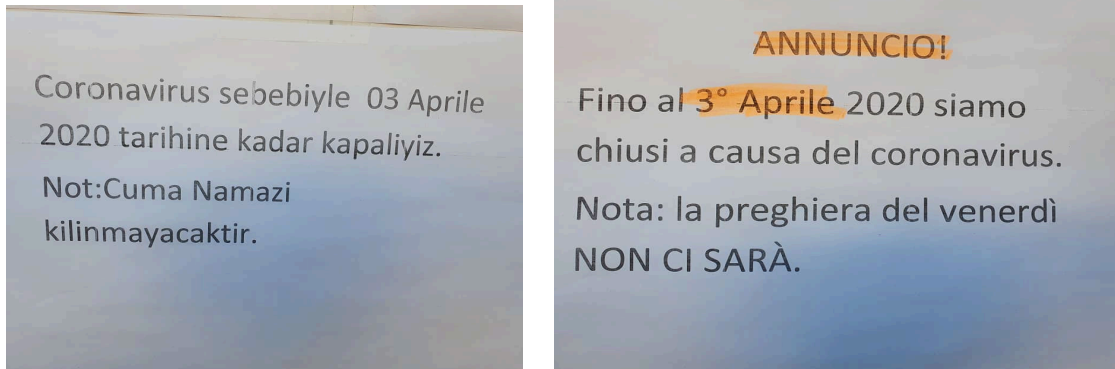 Coronavirus sebebiyle 03 Aprile
2020 tarihine kadar kapaliyiz.
Not:Cuma Namazi
kilinmayacaktir.
ANNUNCIO!
Fino al 3° Aprile 2020 siamo
chiusi a causa del coronavirus.
Nota: la preghiera del venerdì
NON CI SARÀ.